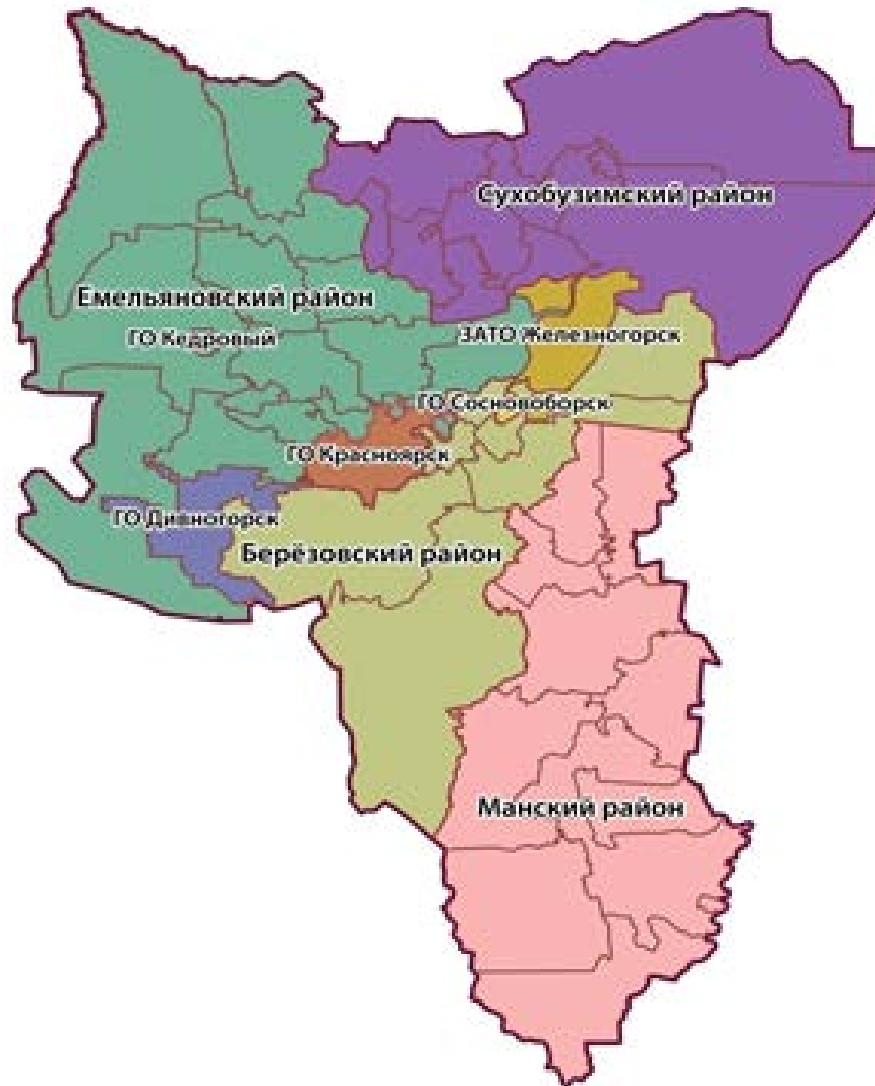 Сухобузимский район
Емельяновский район
ГО Кедровый
ЗАТО Железногорск
ГО Сосновоборск
ГО Красноярск
ГО Дивногорск
Берёзовский район
Манский район